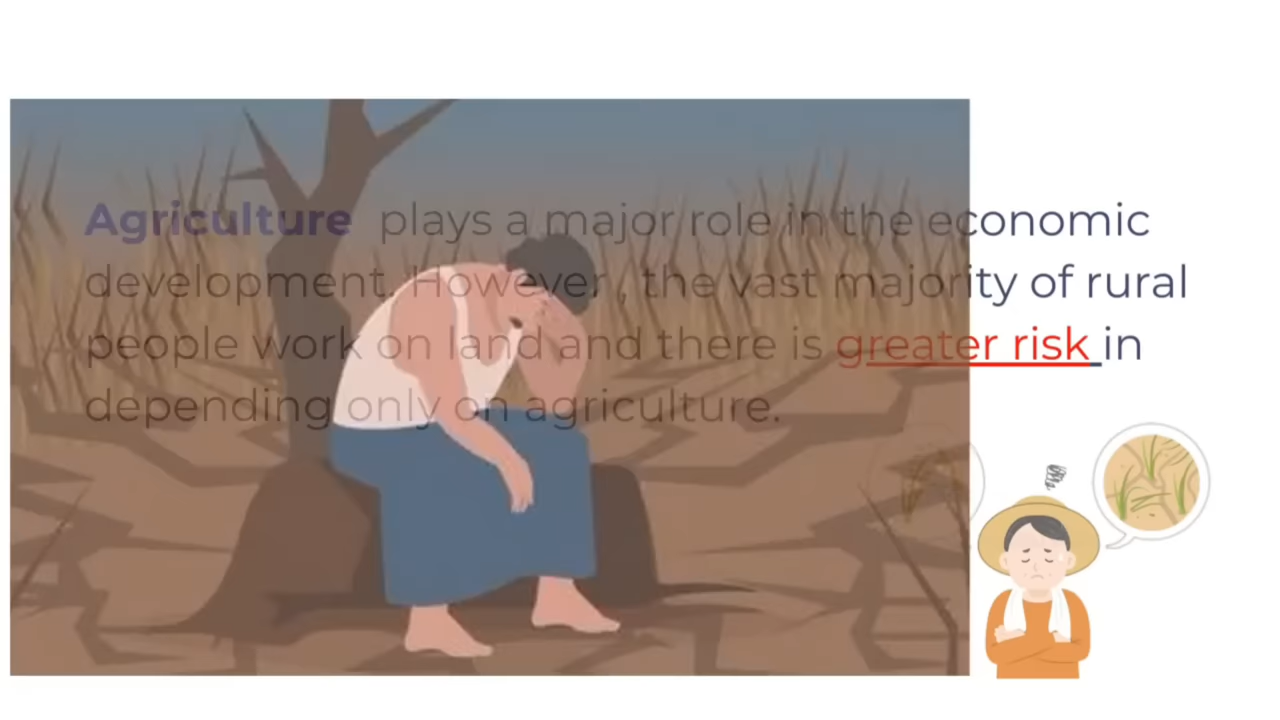 Agriculture plays a major role in the economic
development. However , the vast majority of rural
people work on land and there is greater risk in
depending only on agriculture.